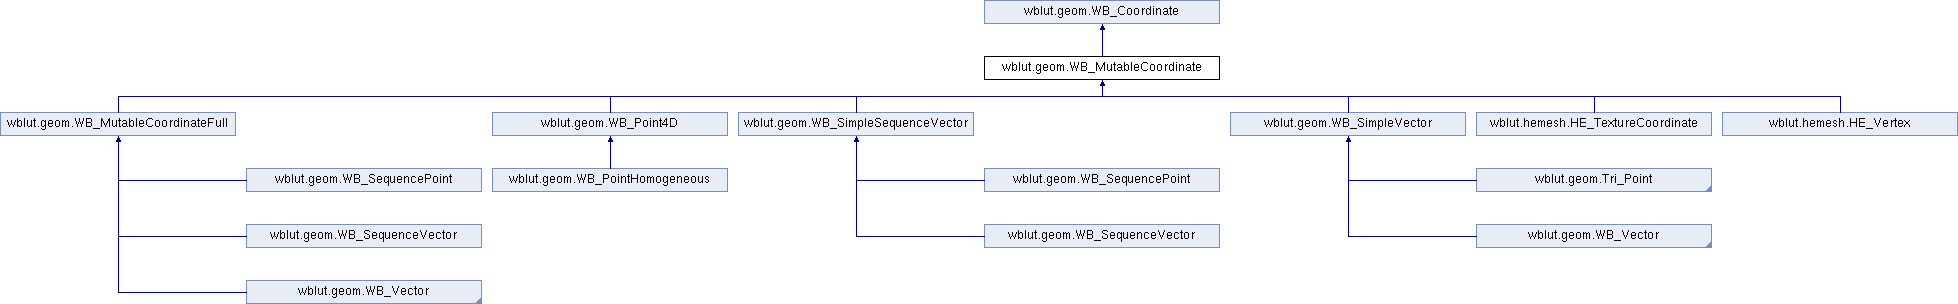 wblut.geom.WB_Coordinate
wblut.geom.WB_MutableCoordinate
wblut.geom.WB_MutableCoordinateFull
wblut.geom.WB_Point4D
wblut.geom.WB_SimpleSequenceVector
wblut.geom.WB_SimpleVector
wblut.hemesh.HE_TextureCoordinate
wblut.hemesh.HE_Vertex
wblut.geom.WB_SequencePoint
wblut.geom.WB_PointHomogeneous
wblut.geom.WB_SequencePoint
wblut.geom.Tri_Point
wblut.geom.WB_SequenceVector
wblut.geom.WB_SequenceVector
wblut.geom.WB_Vector
wblut.geom.WB_Vector